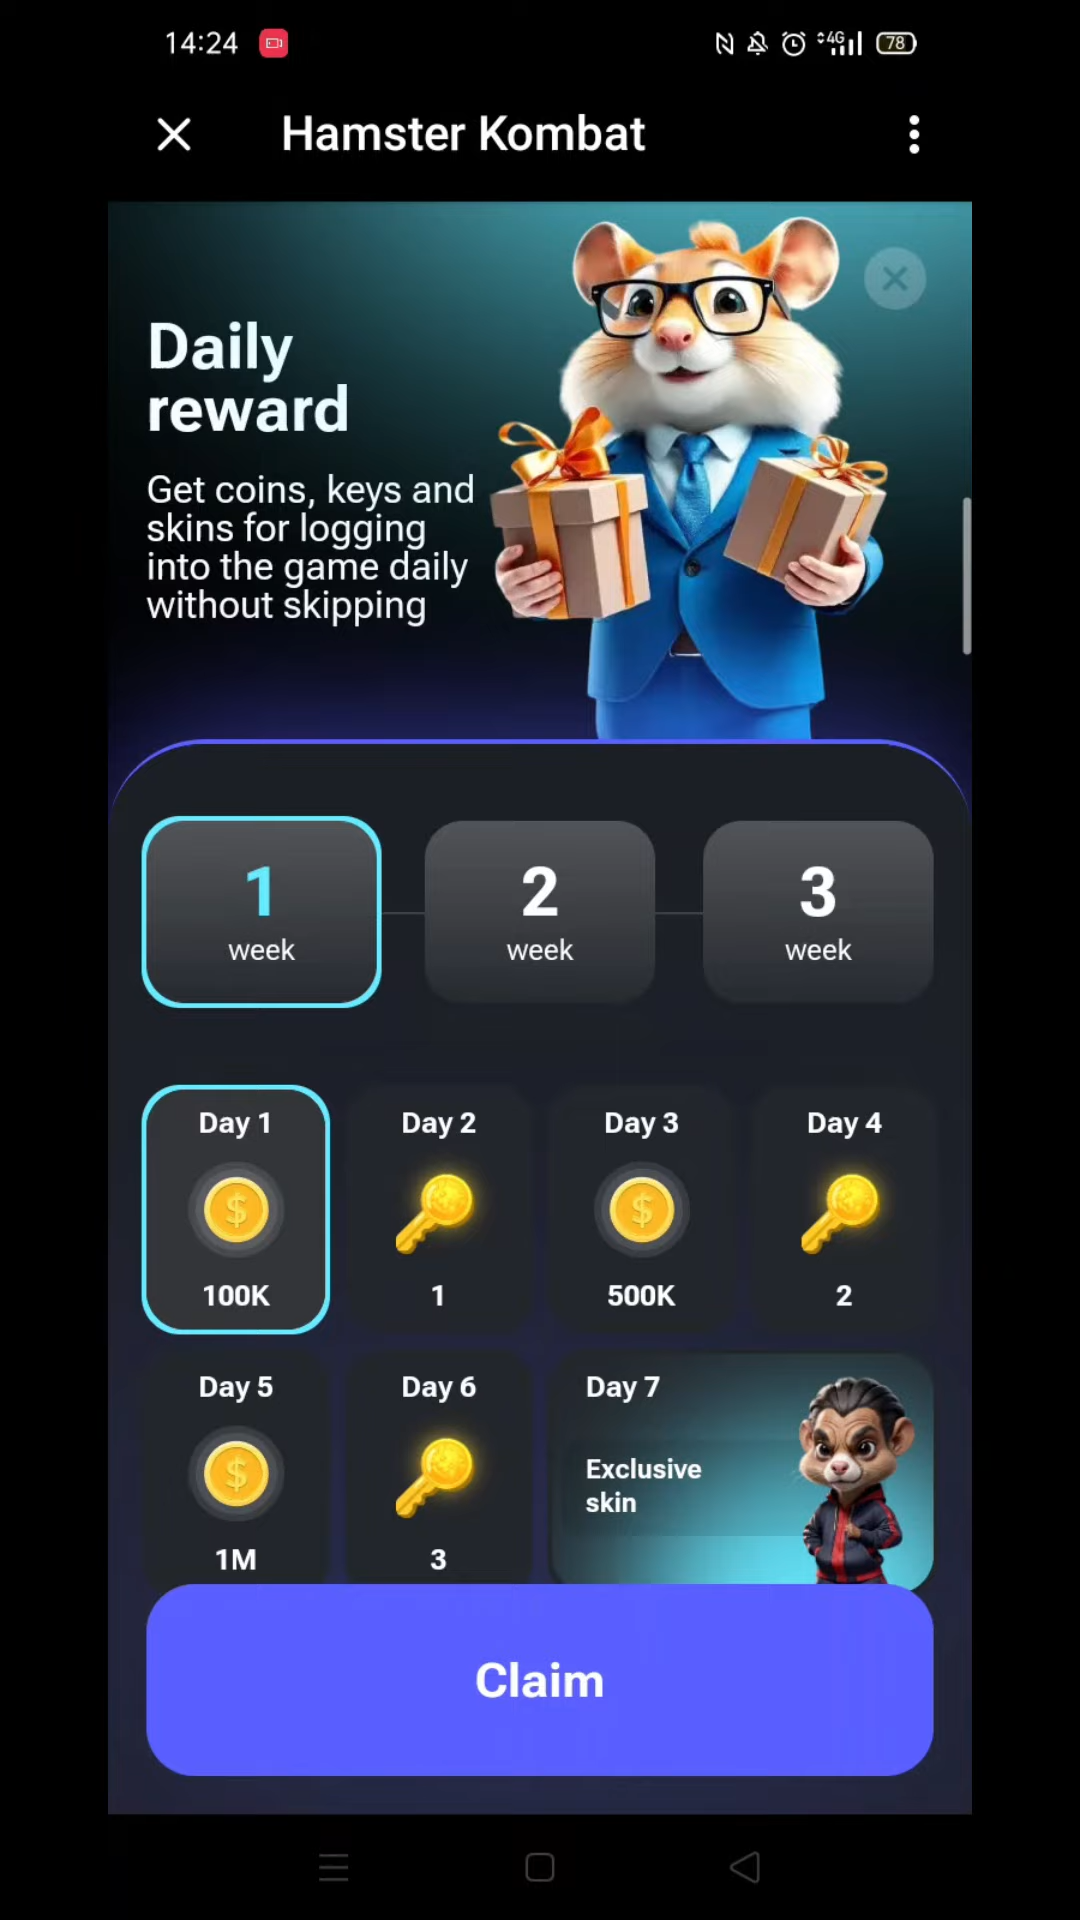 14:24
4G
78
Hamster Kombat
Daily
reward
Get coins, keys and
skins for logging
into the game daily
without skipping
1
week
2
week
3
week
Day 1
$
100K
Day 2
1
Day 3
$
500K
Day 4
2
Day 5
$
1M
Day 6
3
Day 7
Exclusive
skin
Claim